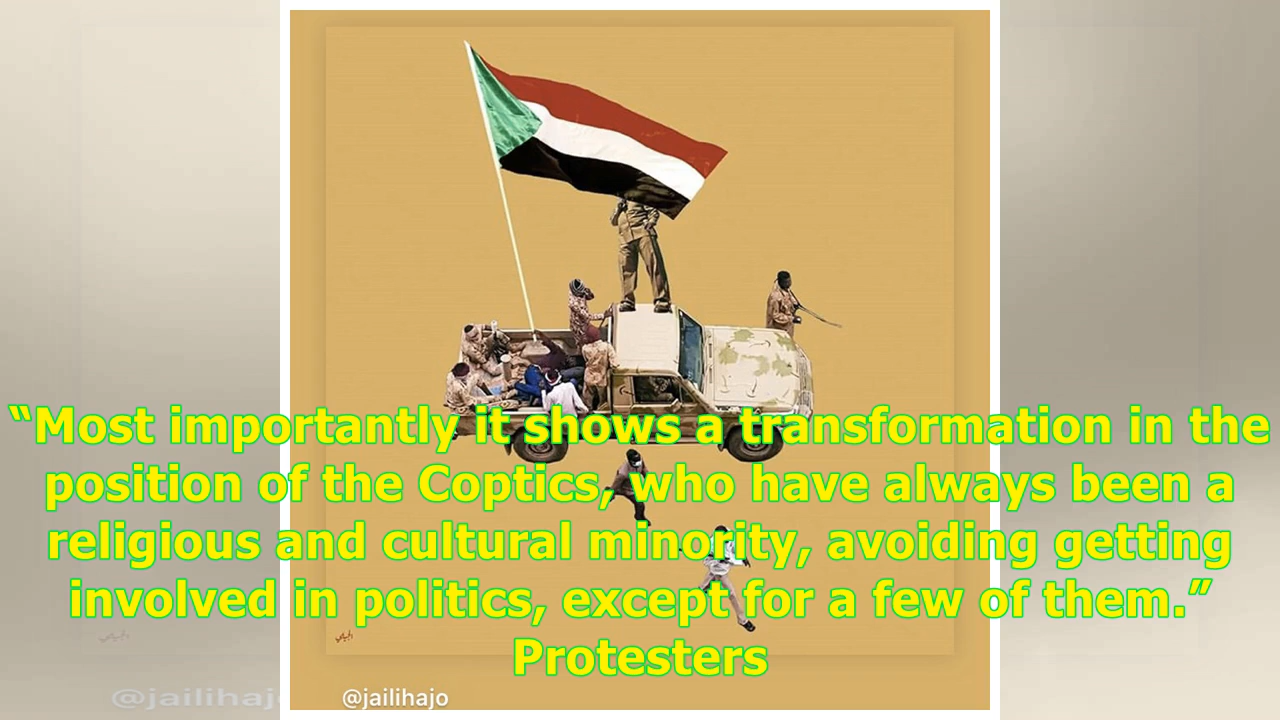 “Most importantly it shows a transformation in the
position of the Coptics, who have always been a
religious and cultural minority, avoiding getting
involved in politics, except for a few of them.”
Protesters
@jailihajo
@jailihajo